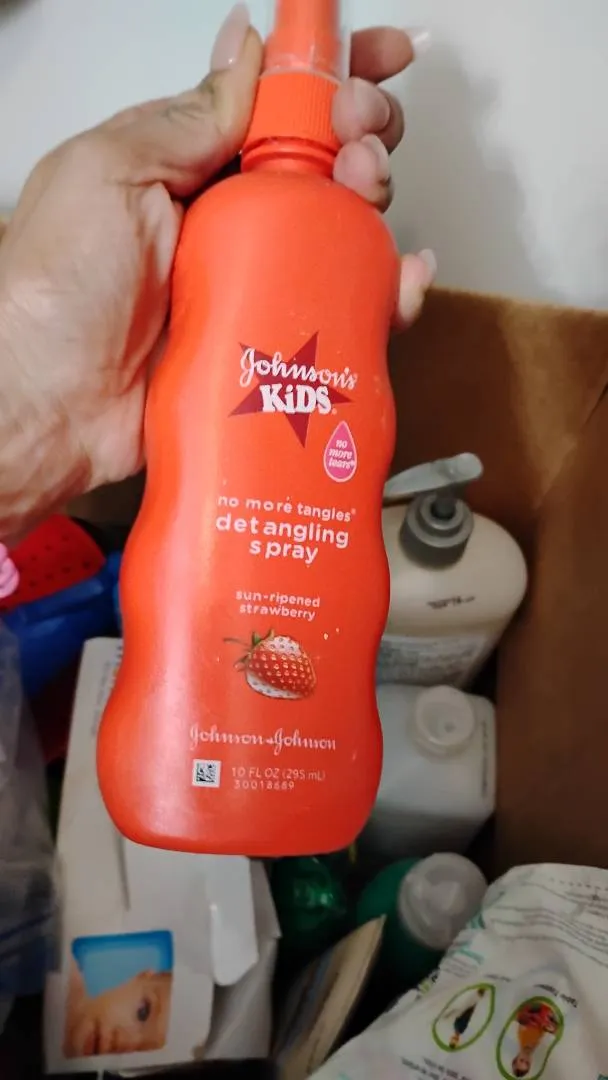 Johnson's
KiDS®
no
more
tears®
no more tangles®
detangling
spray
sun-ripened
strawberry
Johnson+Johnson
10 FL OZ (295 mL)
30018689